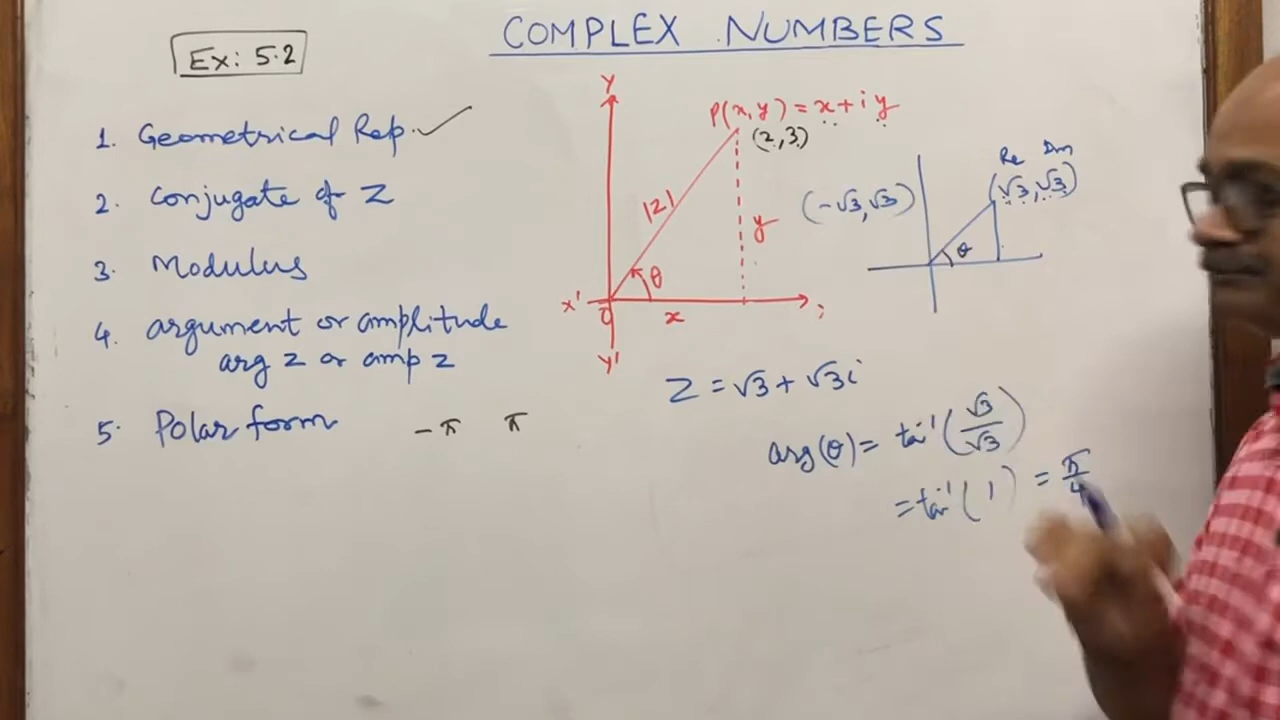 COMPLEX NUMBERS
Ex: 5.2
1. Geometrical Rep. ✓
2. Conjugate of Z
3. Modulus
4. argument or amplitude
arg z or amp z
5. Polar form
-π π
Y
P(x, y) = x + i y
(2, 3)
|Z|
y
θ
X' O x
Y'
Re Im
(-√3, √3) (√3, √3)
θ
Z = √3 + √3i
arg(θ) = tan⁻¹(√3/√3)
= tan⁻¹(1) = π/4